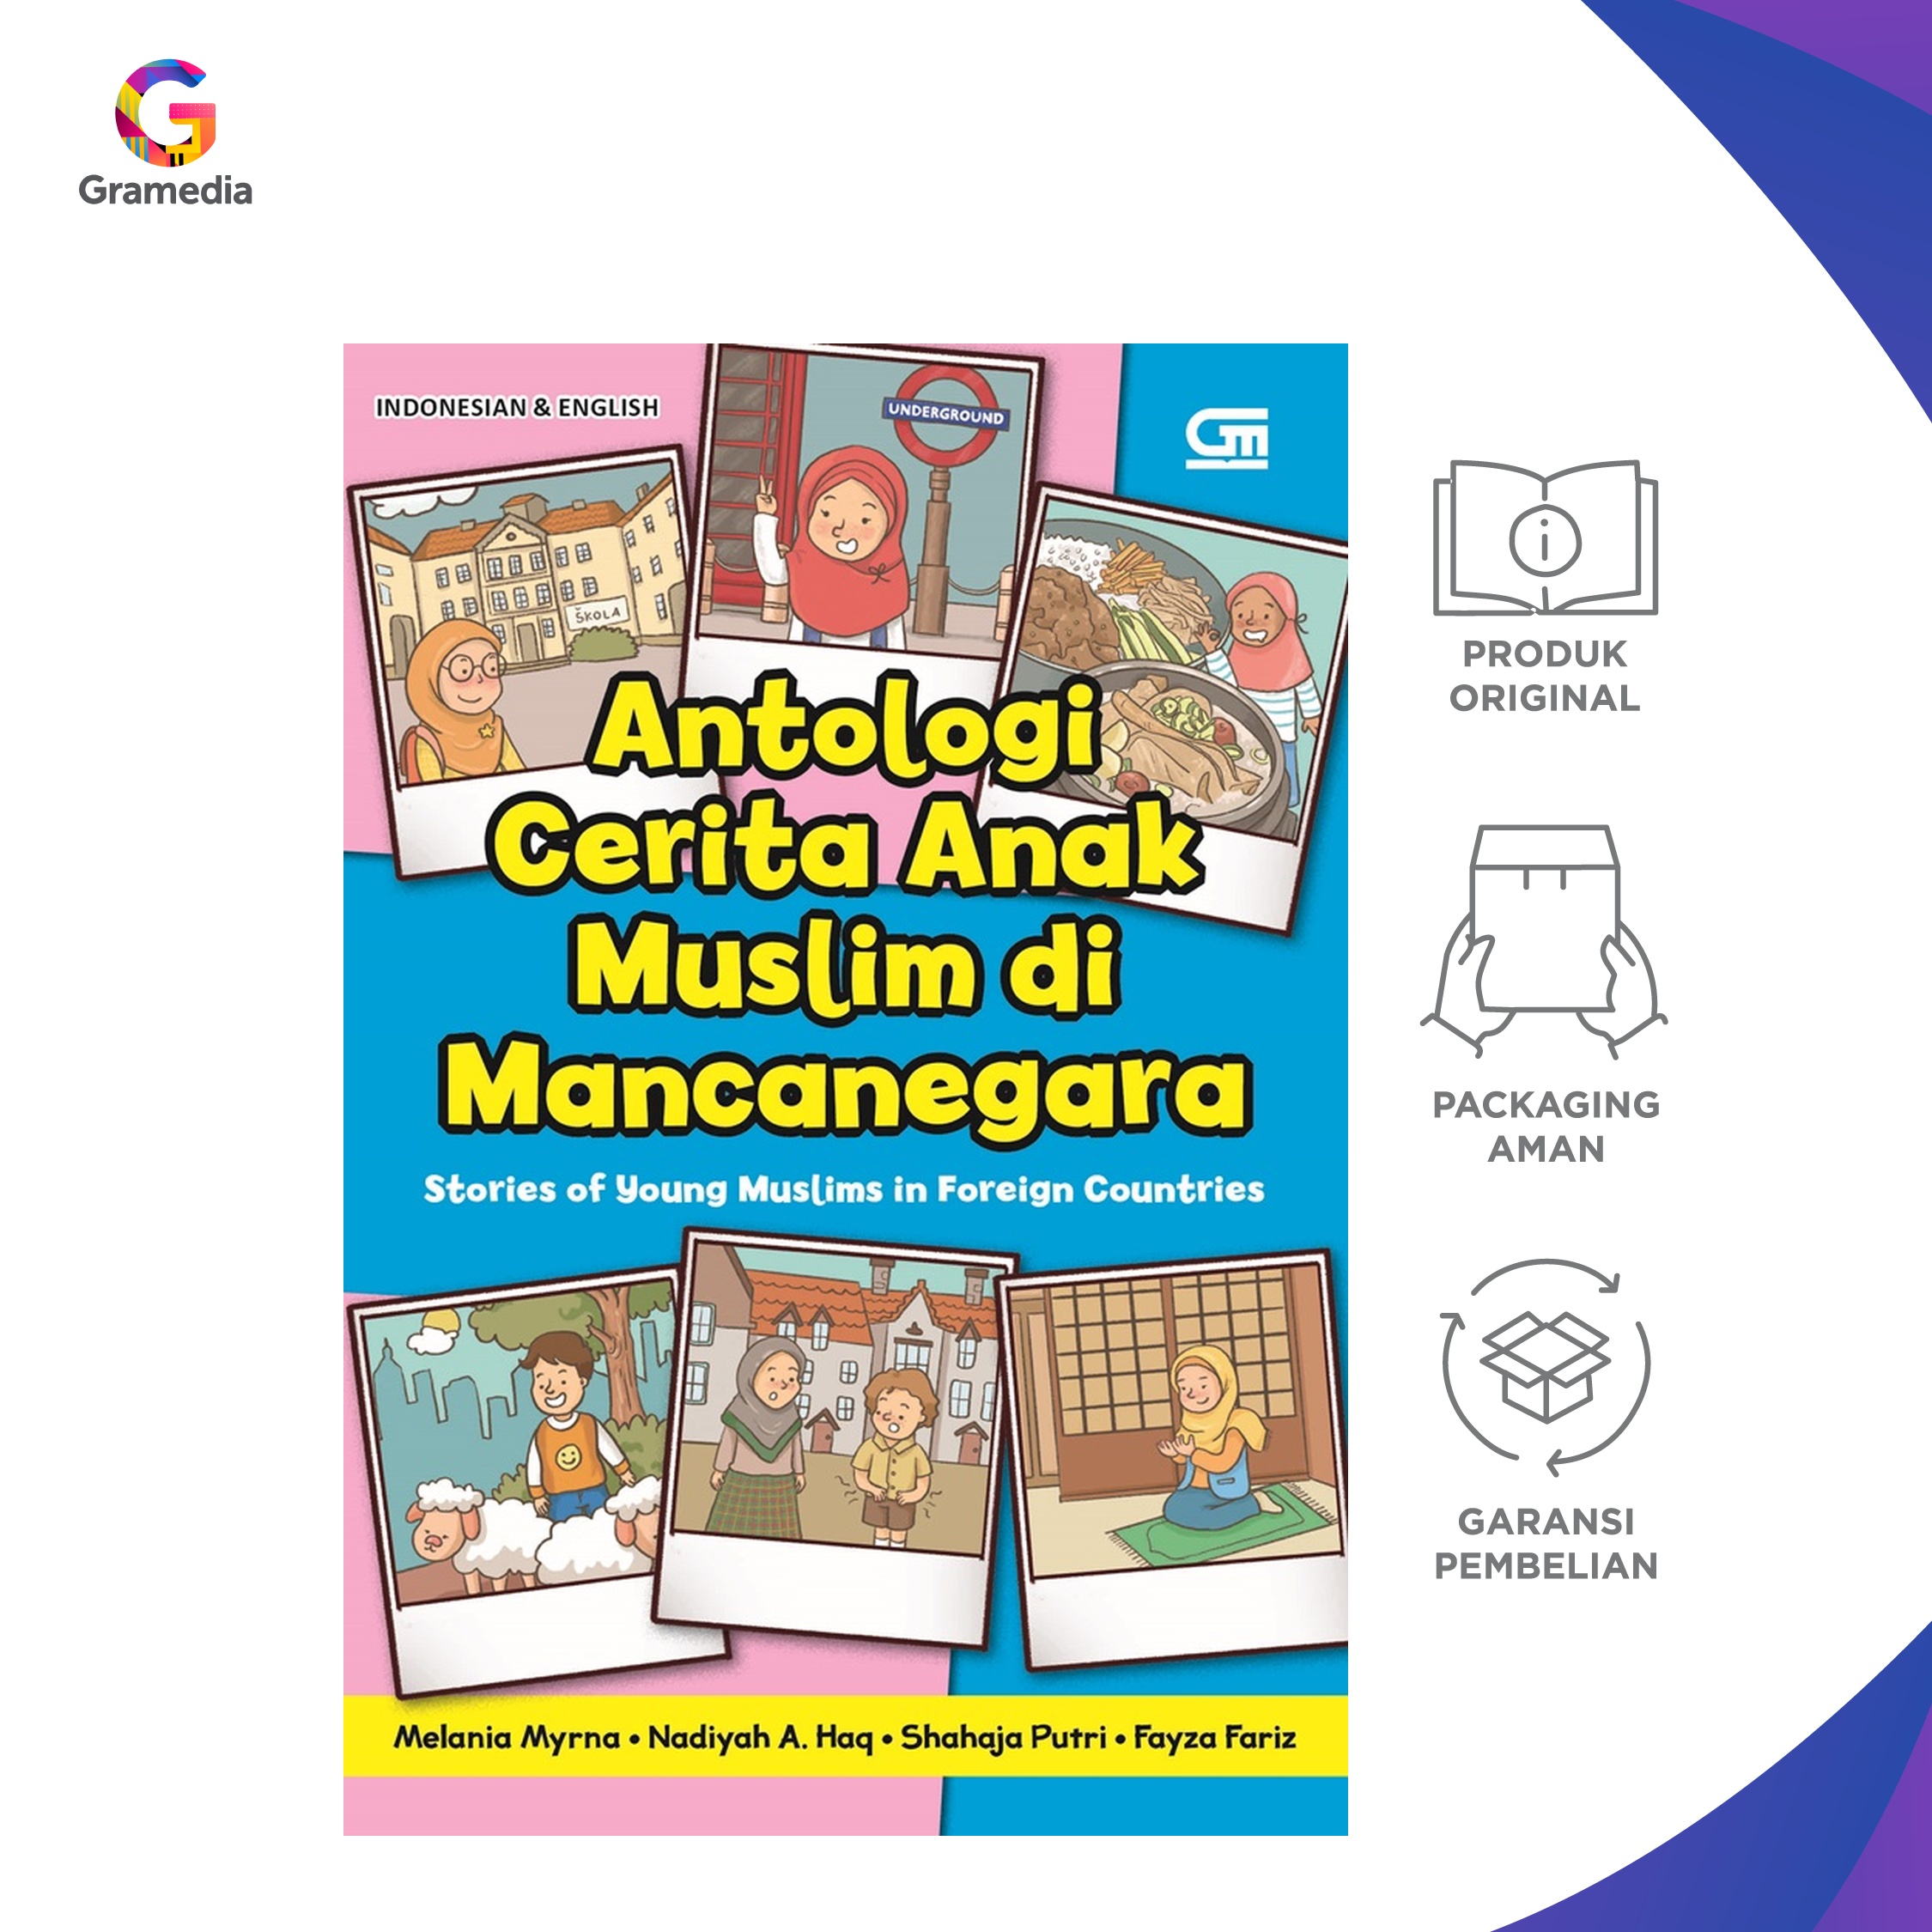 Gramedia
INDONESIAN & ENGLISH
UNDERGROUND
GM
ŠKOLA
Antologi
Cerita Anak
Muslim di
Mancanegara
Stories of Young Muslims in Foreign Countries
Melania Myrna • Nadiyah A. Haq • Shahaja Putri • Fayza Fariz
PRODUK
ORIGINAL
PACKAGING
AMAN
GARANSI
PEMBELIAN